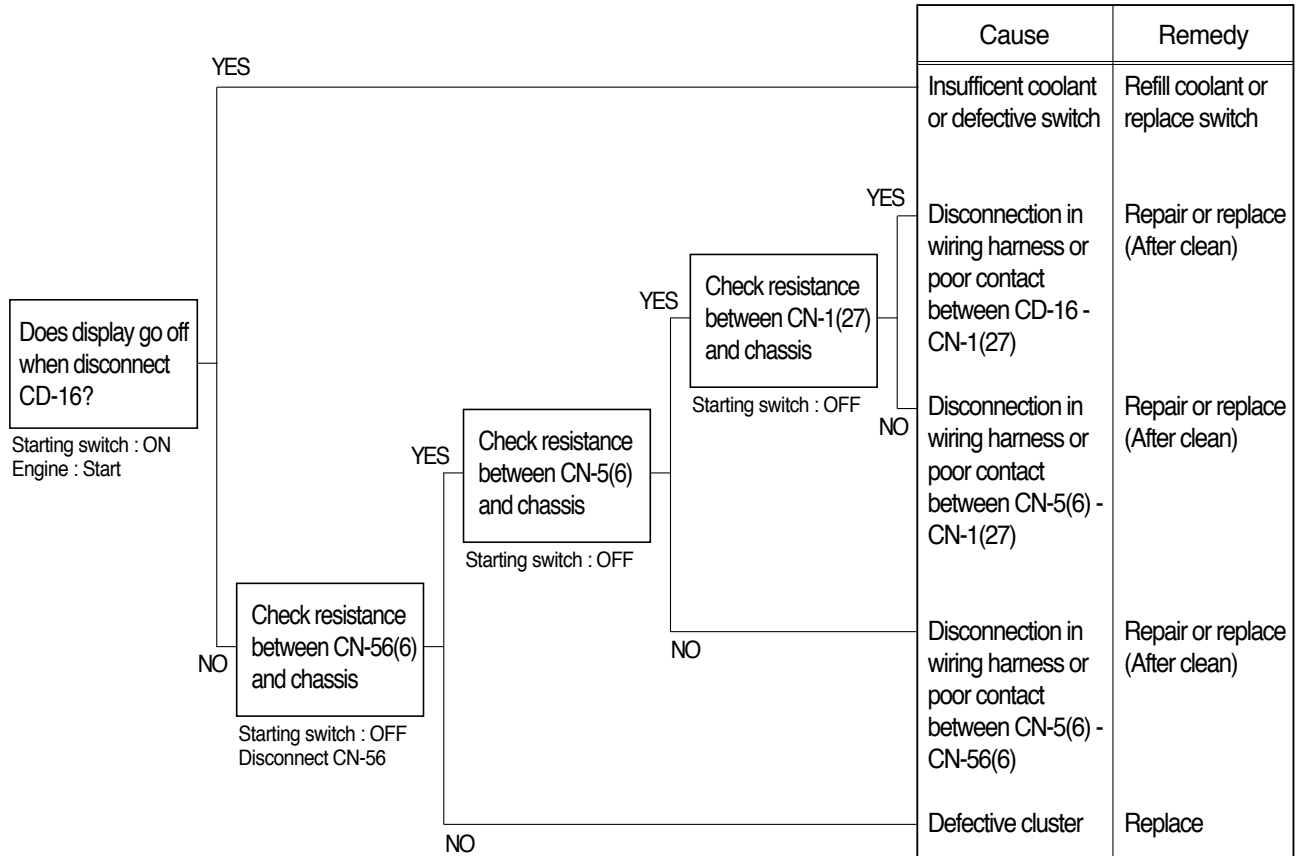 Cause
Remedy
YES
Insufficent coolant
or defective switch
Refill coolant or
replace switch
YES
Disconnection in
wiring harness or
poor contact
between CD-16 -
CN-1(27)
Repair or replace
(After clean)
YES
Check resistance
between CN-1(27)
and chassis
Starting switch : OFF
NO
Does display go off
when disconnect
CD-16?
Starting switch : ON
Engine : Start
Disconnection in
wiring harness or
poor contact
between CN-5(6) -
CN-1(27)
Repair or replace
(After clean)
YES
Check resistance
between CN-5(6)
and chassis
Starting switch : OFF
NO
Check resistance
between CN-56(6)
and chassis
Starting switch : OFF
Disconnect CN-56
NO
Disconnection in
wiring harness or
poor contact
between CN-5(6) -
CN-56(6)
Repair or replace
(After clean)
NO
Defective cluster
Replace